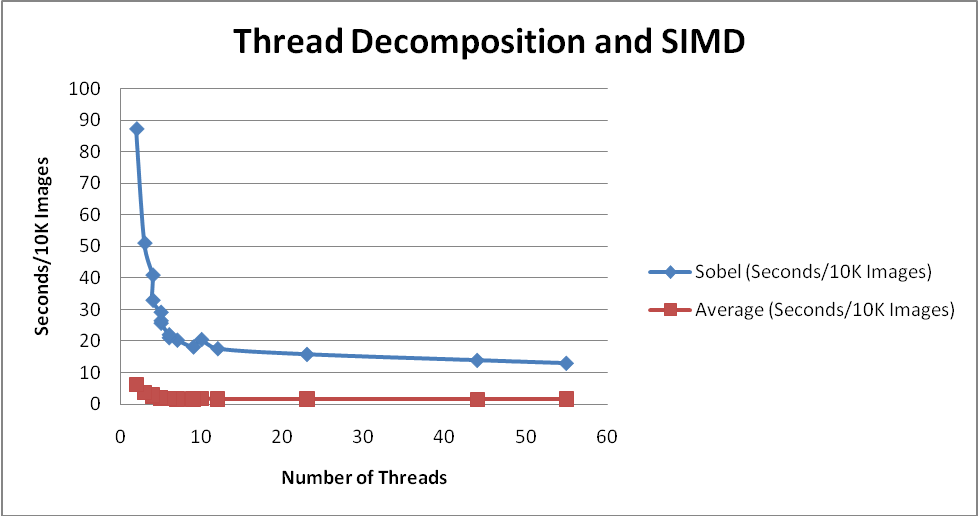 Thread Decomposition and SIMD
100
90
80
70
60
50
40
30
20
10
0
Seconds/10K Images
0 10 20 30 40 50 60
Number of Threads
Sobel (Seconds/10K Images)
Average (Seconds/10K Images)